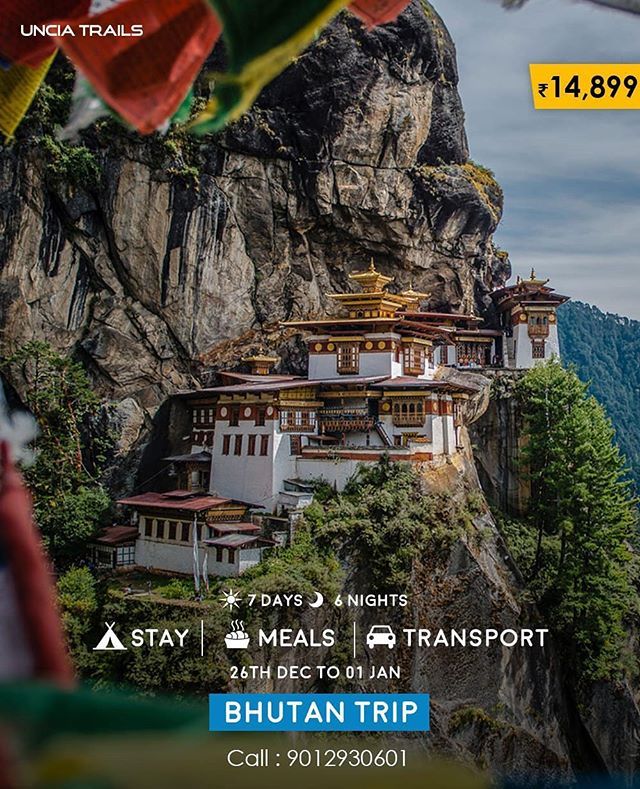 UNCIA TRAILS
₹14,899
7 DAYS 6 NIGHTS
STAY | MEALS | TRANSPORT
26TH DEC TO 01 JAN
BHUTAN TRIP
Call : 9012930601